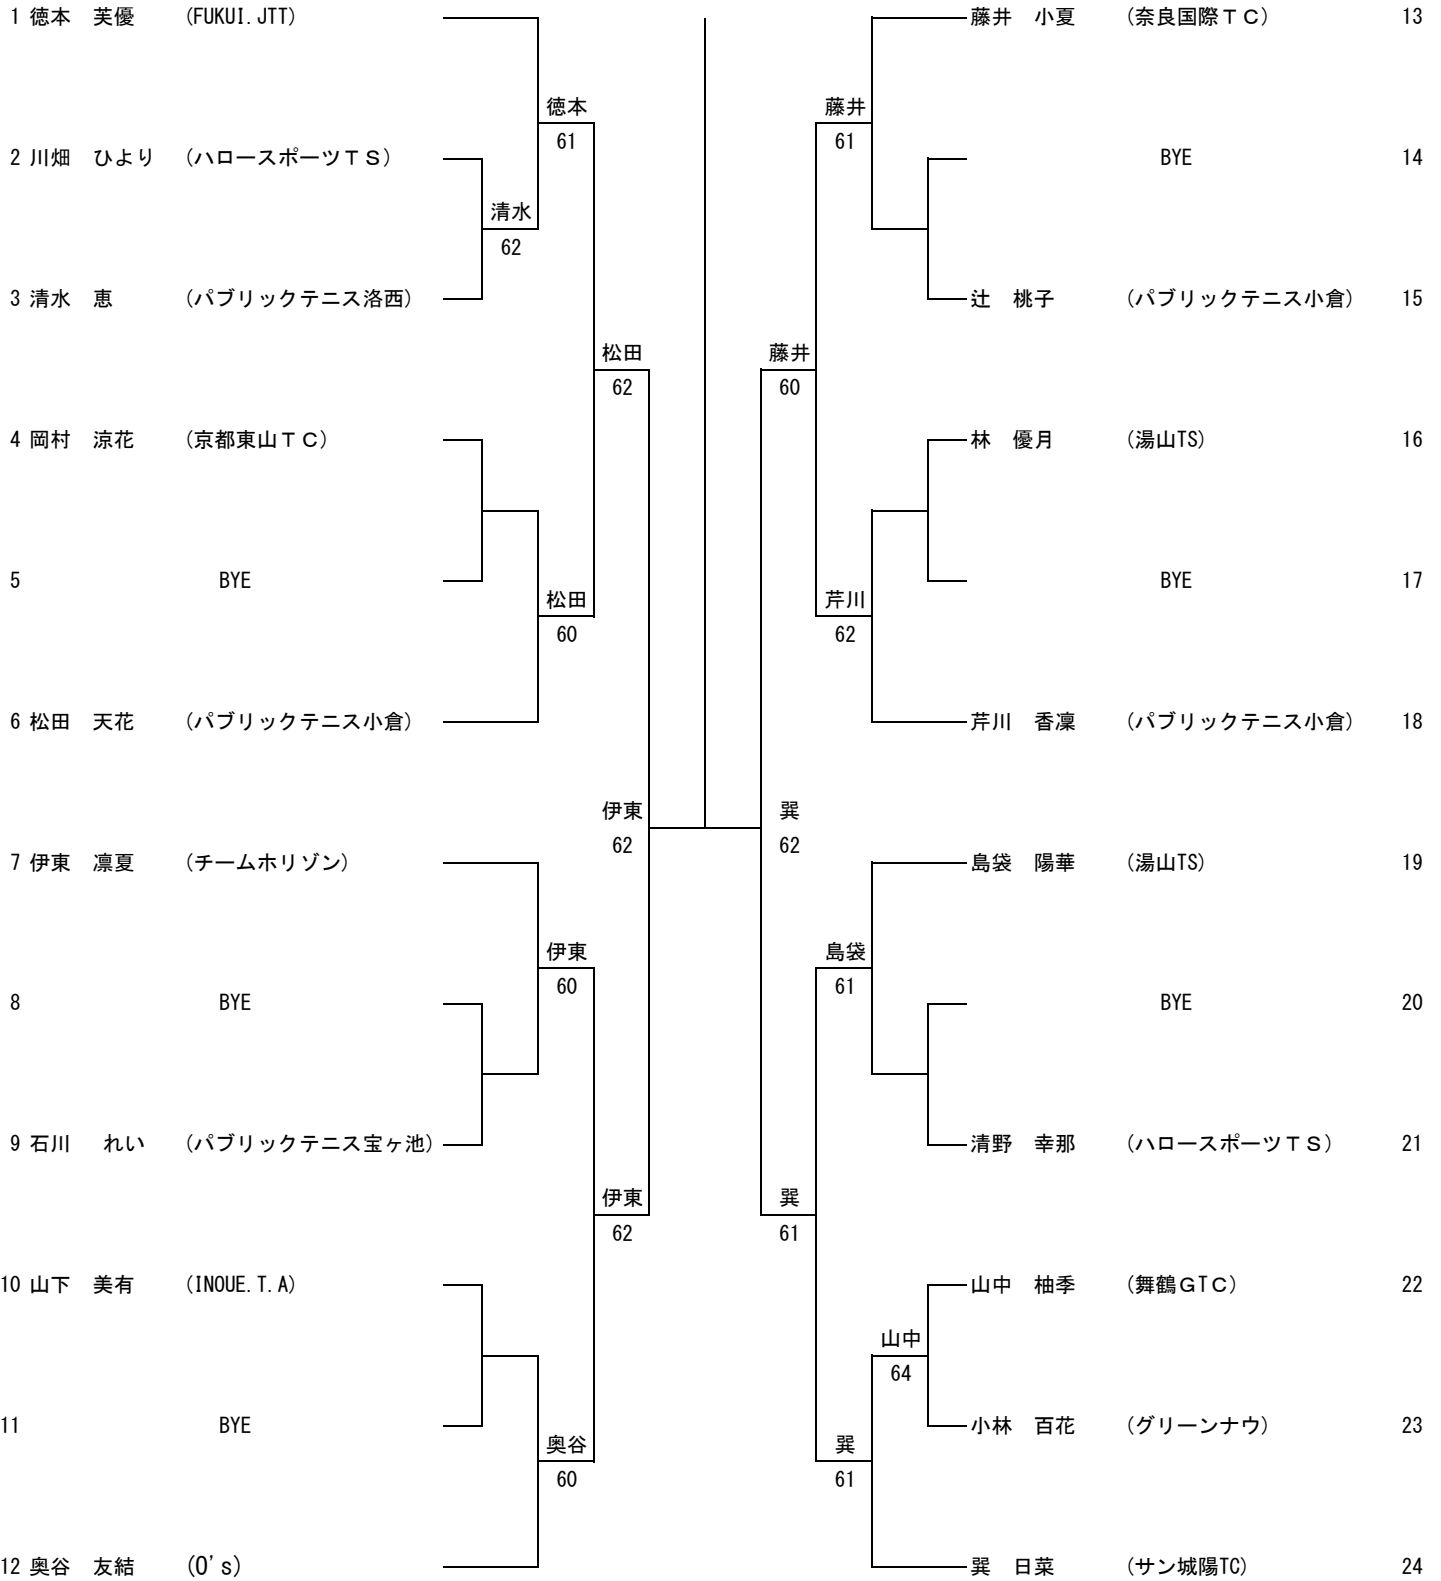 1 徳本　芙優　(FUKUI.JTT)
藤井　小夏　(奈良国際ＴＣ)　13
徳本
藤井
61
61
2 川畑　ひより　(ハロースポーツＴＳ)
BYE　14
清水
62
3 清水　恵　(パブリックテニス洛西)
辻　桃子　(パブリックテニス小倉)　15
松田
藤井
62
60
4 岡村　涼花　(京都東山ＴＣ)
林　優月　(湯山TS)　16
5　BYE
BYE　17
松田
芹川
60
62
6 松田　天花　(パブリックテニス小倉)
芹川　香凜　(パブリックテニス小倉)　18
伊東
巽
62
62
7 伊東　凛夏　(チームホリゾン)
島袋　陽華　(湯山TS)　19
伊東
島袋
60
61
8　BYE
BYE　20
9 石川　れい　(パブリックテニス宝ヶ池)
清野　幸那　(ハロースポーツＴＳ)　21
伊東
巽
62
61
10 山下　美有　(INOUE.T.A)
山中　柚季　(舞鶴ＧTＣ)　22
山中
64
11　BYE
小林　百花　(グリーンナウ)　23
奥谷
巽
60
61
12 奥谷　友結　(O's)
巽　日菜　(サン城陽TC)　24